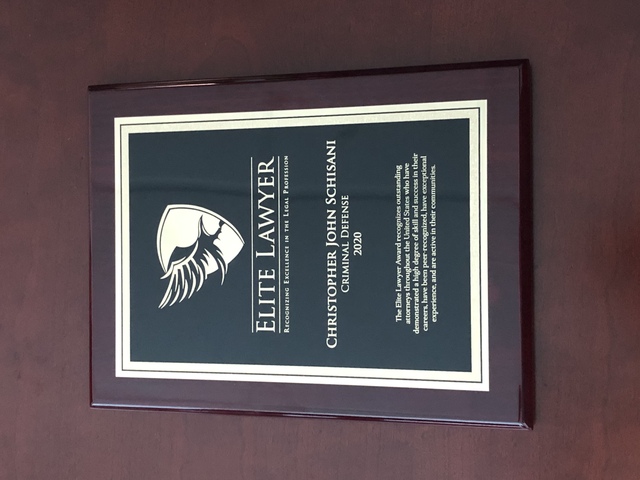 ELITE LAWYER
RECOGNIZING EXCELLENCE IN THE LEGAL PROFESSION
CHRISTOPHER JOHN SCHISANI
CRIMINAL DEFENSE
2020
The Elite Lawyer Award recognizes outstanding
attorneys throughout the United States who have
demonstrated a high degree of skill and success in their
careers, have been peer-recognized, have exceptional
experience, and are active in their communities.